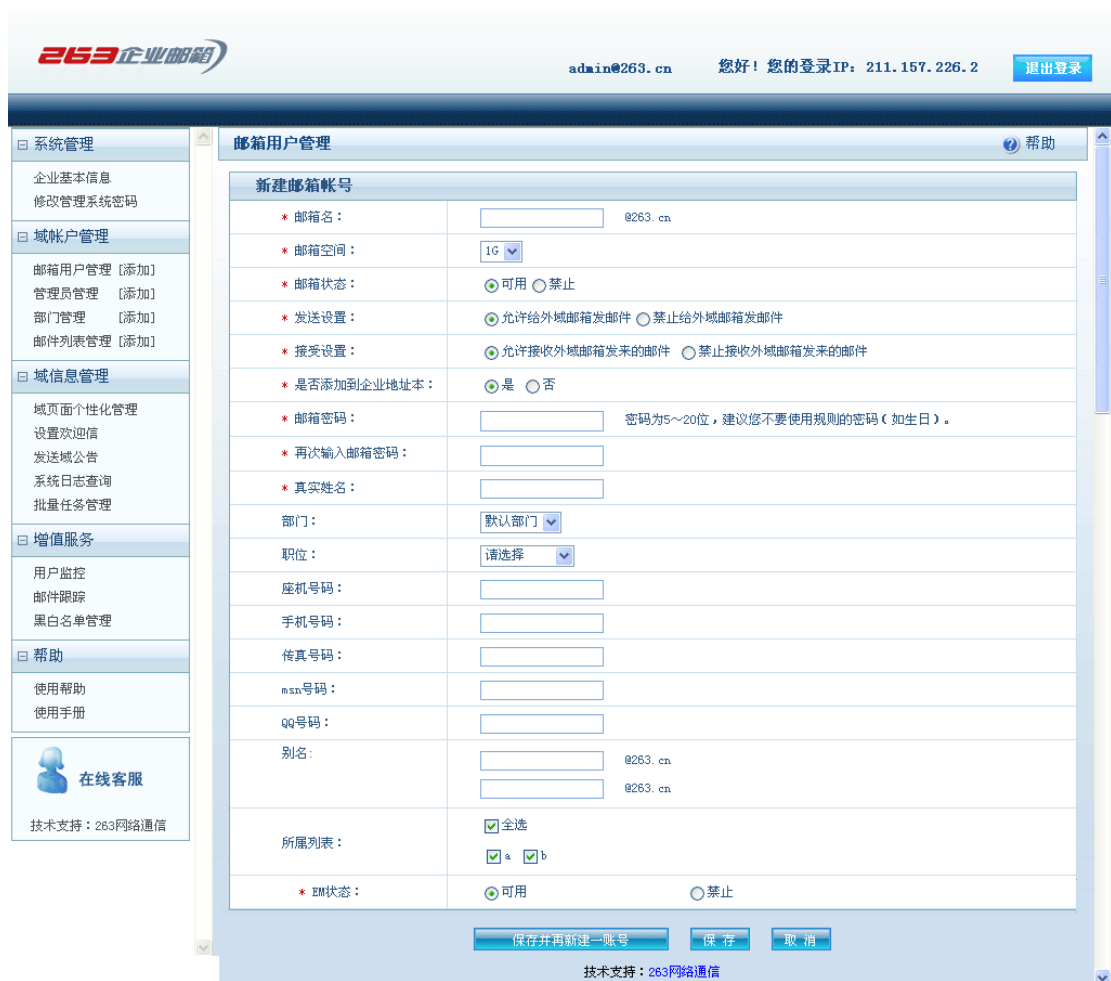 263企业邮箱
admin@263.cn 您好！您的登录IP：211.157.226.2 退出登录
系统管理
企业基本信息
修改管理系统密码
域帐户管理
邮箱用户管理 [添加]
管理员管理 [添加]
部门管理 [添加]
邮件列表管理 [添加]
域信息管理
域页面个性化管理
设置欢迎信
发送域公告
系统日志查询
批量任务管理
增值服务
用户监控
邮件跟踪
黑白名单管理
帮助
使用帮助
使用手册
在线客服
技术支持：263网络通信
邮箱用户管理 帮助
新建邮箱帐号
* 邮箱名： @263.cn
* 邮箱空间： 1G
* 邮箱状态： 可用 禁止
* 发送设置： 允许给外域邮箱发邮件 禁止给外域邮箱发邮件
* 接受设置： 允许接收外域邮箱发来的邮件 禁止接收外域邮箱发来的邮件
* 是否添加到企业地址本： 是 否
* 邮箱密码： 密码为5～20位，建议您不要使用规则的密码（如生日）。
* 再次输入邮箱密码：
* 真实姓名：
部门： 默认部门
职位： 请选择
座机号码：
手机号码：
传真号码：
msn号码：
QQ号码：
别名: @263.cn
@263.cn
所属列表： 全选
a b
* EM状态： 可用 禁止
保存并再新建一账号 保存 取消
技术支持：263网络通信